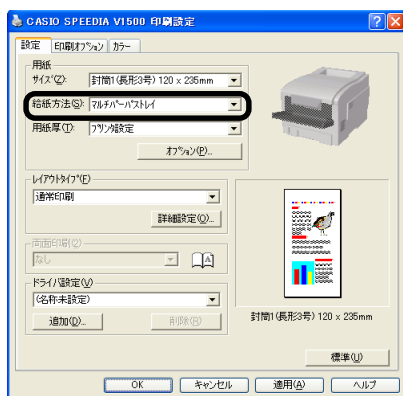 CASIO SPEEDIA V1500 印刷設定
設定 印刷ｵﾌﾟｼｮﾝ カラー
用紙
ｻｲｽﾞ(Z): 封筒1(長形3号) 120 x 235mm
給紙方法(S): ﾏﾙﾁﾍﾟｰﾊﾟｽﾄﾚｲ
用紙厚(T): ﾌﾟﾘﾝﾀ設定
ｵﾌﾟｼｮﾝ(P)...
ﾚｲｱｳﾄﾀｲﾌﾟ(F)
通常印刷
詳細設定(O)...
両面印刷(2)
なし
A
ﾄﾞﾗｲﾊﾞ設定(V)
(名称未設定)
追加(D)...
削除(R)
封筒1(長形3号) 120 x 235mm
標準(U)
OK キャンセル 適用(A) ヘルプ